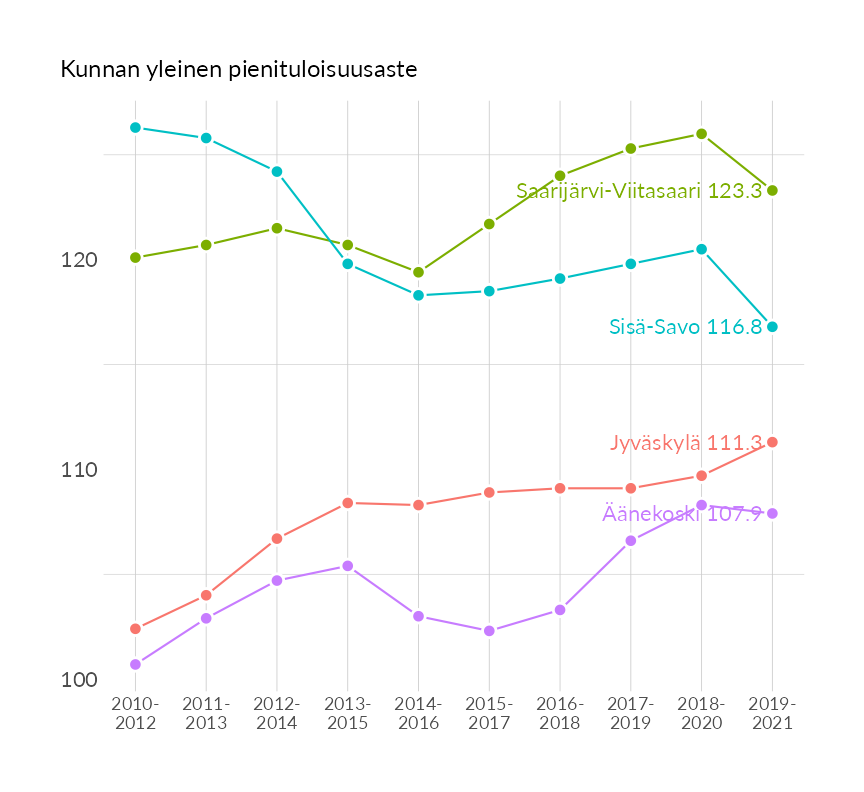 Kunnan yleinen pienituloisuusaste
Saarijärvi-Viitasaari 123.3
120
Sisä-Savo 116.8
Jyväskylä 111.3
110
Äänekoski 107.9
100
2010- 2011- 2012- 2013- 2014- 2015- 2016- 2017- 2018- 2019-
2012 2013 2014 2015 2016 2017 2018 2019 2020 2021